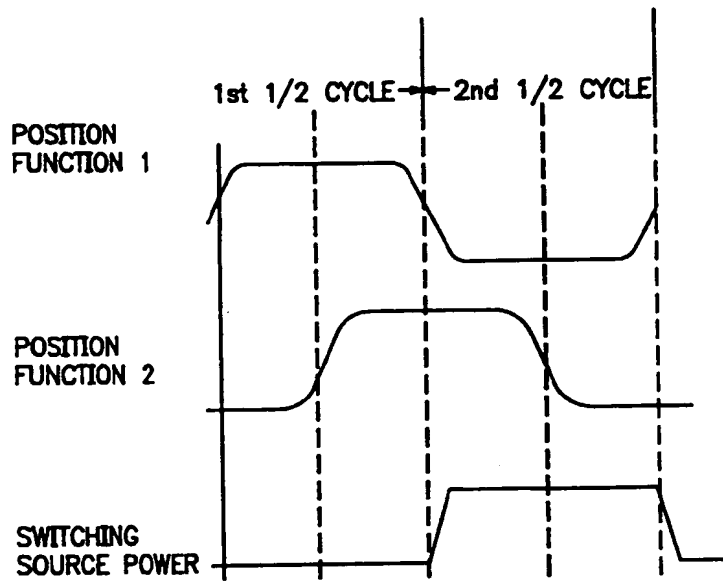 1st 1/2 CYCLE
2nd 1/2 CYCLE
POSITION
FUNCTION 1
POSITION
FUNCTION 2
SWITCHING
SOURCE POWER